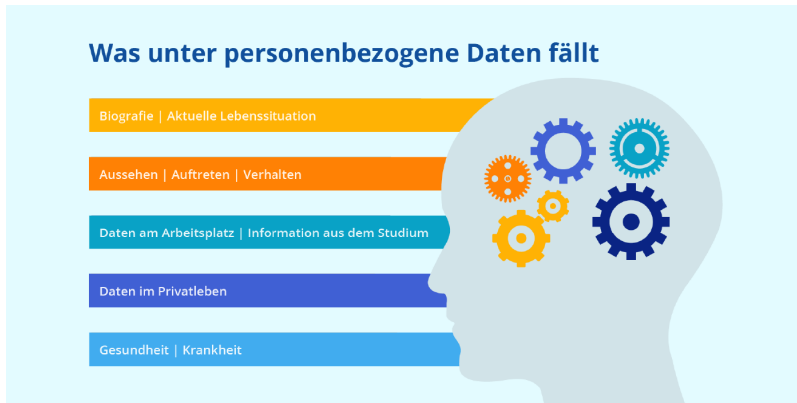 Was unter personenbezogene Daten fällt
Biografie | Aktuelle Lebenssituation
Aussehen | Auftreten | Verhalten
Daten am Arbeitsplatz | Information aus dem Studium
Daten im Privatleben
Gesundheit | Krankheit